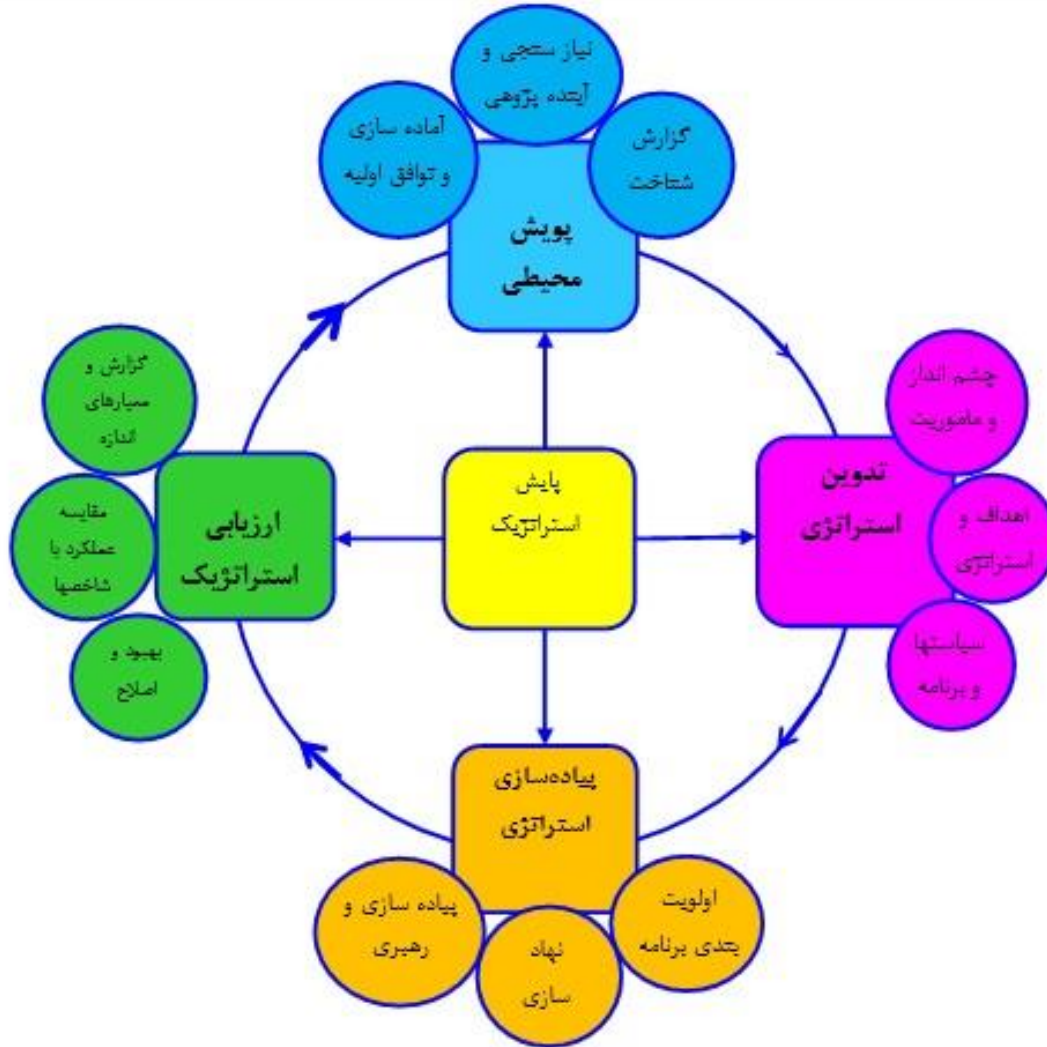 نیاز سنجی و
آینده پژوهی
آماده سازی
و توافق اولیه
گزارش
شناخت
پویش
محیطی
چشم انداز
و ماموریت
تدوین
استراتژی
اهداف و
استراتژی
سیاستها
و برنامه
پایش
استراتژیک
گزارش و
معیارهای
اندازه
ارزیابی
استراتژیک
مقایسه
عملکرد با
شاخصها
بهبود و
اصلاح
پیاده‌سازی
استراتژی
اولویت
بندی برنامه
نهاد
سازی
پیاده سازی و
رهبری